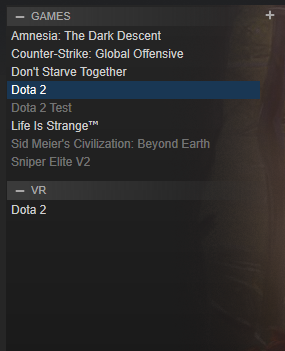 GAMES
Amnesia: The Dark Descent
Counter-Strike: Global Offensive
Don't Starve Together
Dota 2
Dota 2 Test
Life Is Strange™
Sid Meier's Civilization: Beyond Earth
Sniper Elite V2
VR
Dota 2